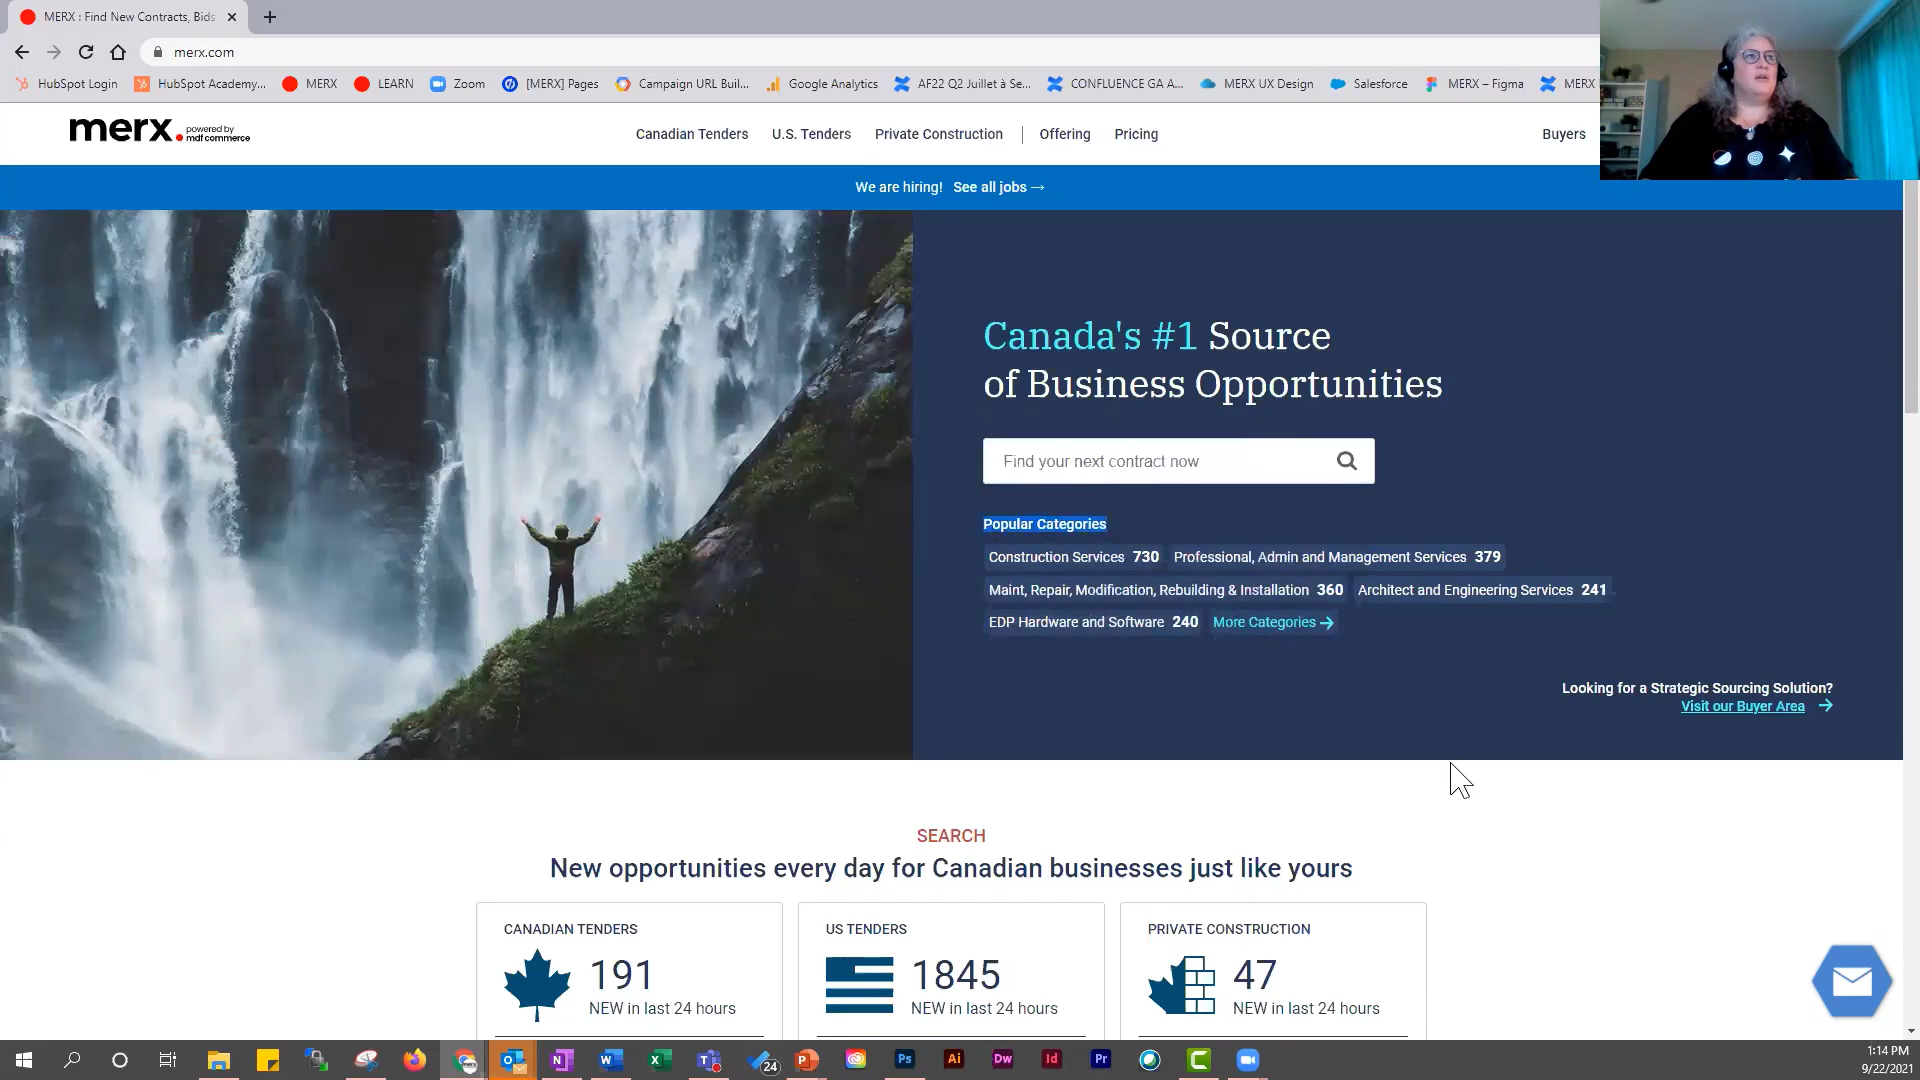 MERX : Find New Contracts, Bids
merx.com
HubSpot Login
HubSpot Academy...
MERX
LEARN
Zoom
[MERX] Pages
Campaign URL Buil...
Google Analytics
AF22 Q2 Juillet à Se...
CONFLUENCE GA A...
MERX UX Design
Salesforce
MERX – Figma
MERX
merx. powered by
mdf commerce
Canadian Tenders
U.S. Tenders
Private Construction
Offering
Pricing
Buyers
We are hiring! See all jobs →
Canada's #1 Source
of Business Opportunities
Find your next contract now
Popular Categories
Construction Services 730 Professional, Admin and Management Services 379
Maint, Repair, Modification, Rebuilding & Installation 360 Architect and Engineering Services 241
EDP Hardware and Software 240 More Categories →
Looking for a Strategic Sourcing Solution?
Visit our Buyer Area →
SEARCH
New opportunities every day for Canadian businesses just like yours
CANADIAN TENDERS
191
NEW in last 24 hours
US TENDERS
1845
NEW in last 24 hours
PRIVATE CONSTRUCTION
47
NEW in last 24 hours
24
Ps
Ai
Dw
Id
Pr
1:14 PM
9/22/2021